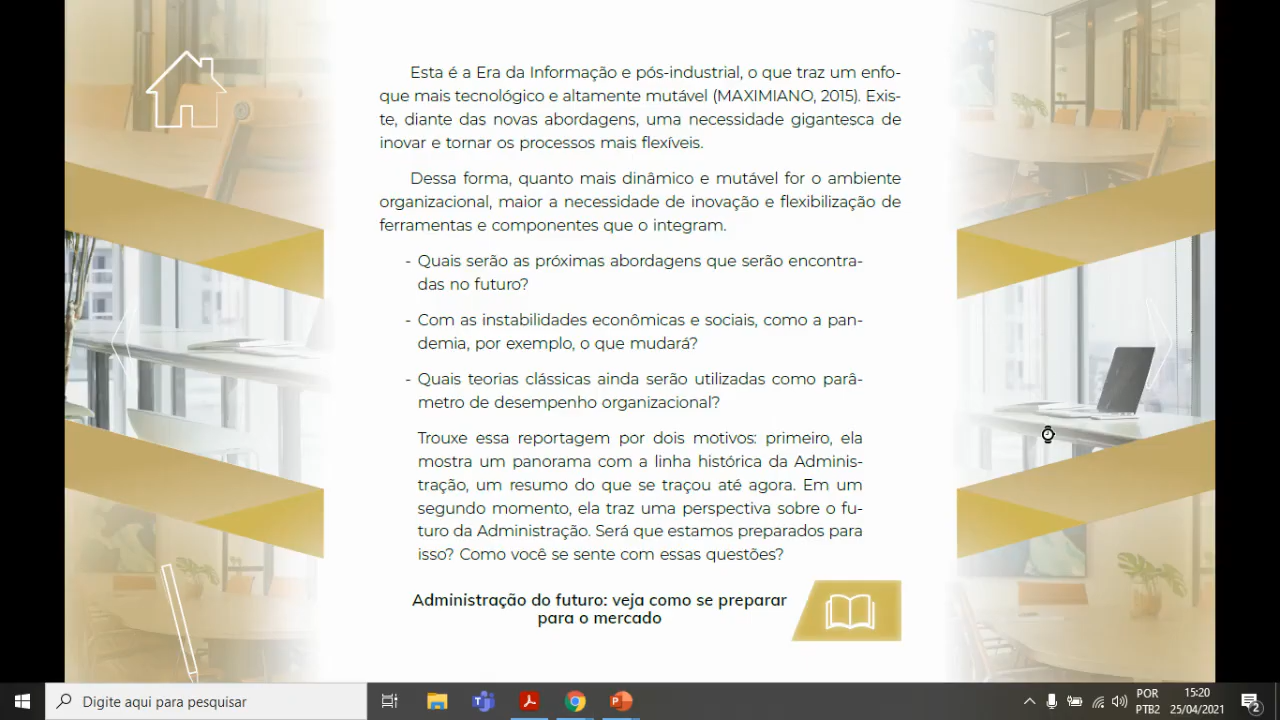 Esta é a Era da Informação e pós-industrial, o que traz um enfo-
que mais tecnológico e altamente mutável (MAXIMIANO, 2015). Exis-
te, diante das novas abordagens, uma necessidade gigantesca de
inovar e tornar os processos mais flexíveis.
Dessa forma, quanto mais dinâmico e mutável for o ambiente
organizacional, maior a necessidade de inovação e flexibilização de
ferramentas e componentes que o integram.
- Quais serão as próximas abordagens que serão encontra-
das no futuro?
- Com as instabilidades econômicas e sociais, como a pan-
demia, por exemplo, o que mudará?
- Quais teorias clássicas ainda serão utilizadas como parâ-
metro de desempenho organizacional?
Trouxe essa reportagem por dois motivos: primeiro, ela
mostra um panorama com a linha histórica da Adminis-
tração, um resumo do que se traçou até agora. Em um
segundo momento, ela traz uma perspectiva sobre o fu-
turo da Administração. Será que estamos preparados para
isso? Como você se sente com essas questões?
Administração do futuro: veja como se preparar
para o mercado
Digite aqui para pesquisar
POR
PTB2
15:20
25/04/2021
2